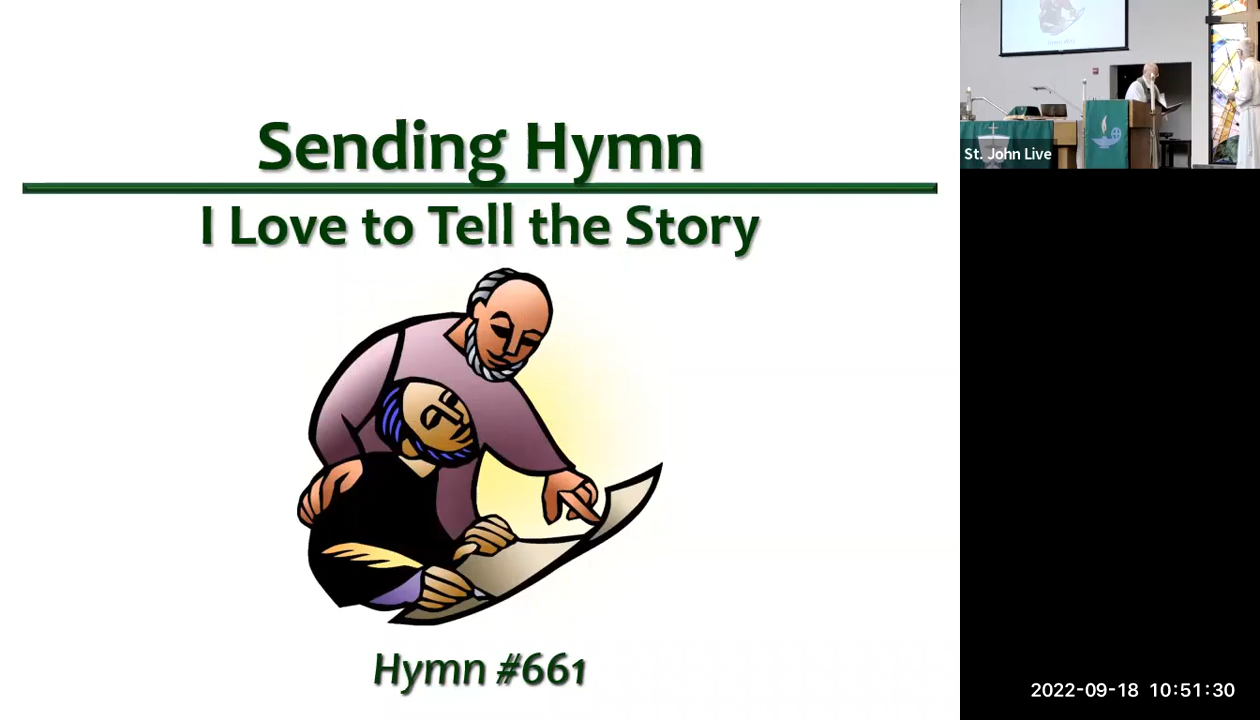 Sending Hymn
I Love to Tell the Story
Hymn #661
St. John Live
2022-09-18 10:51:30